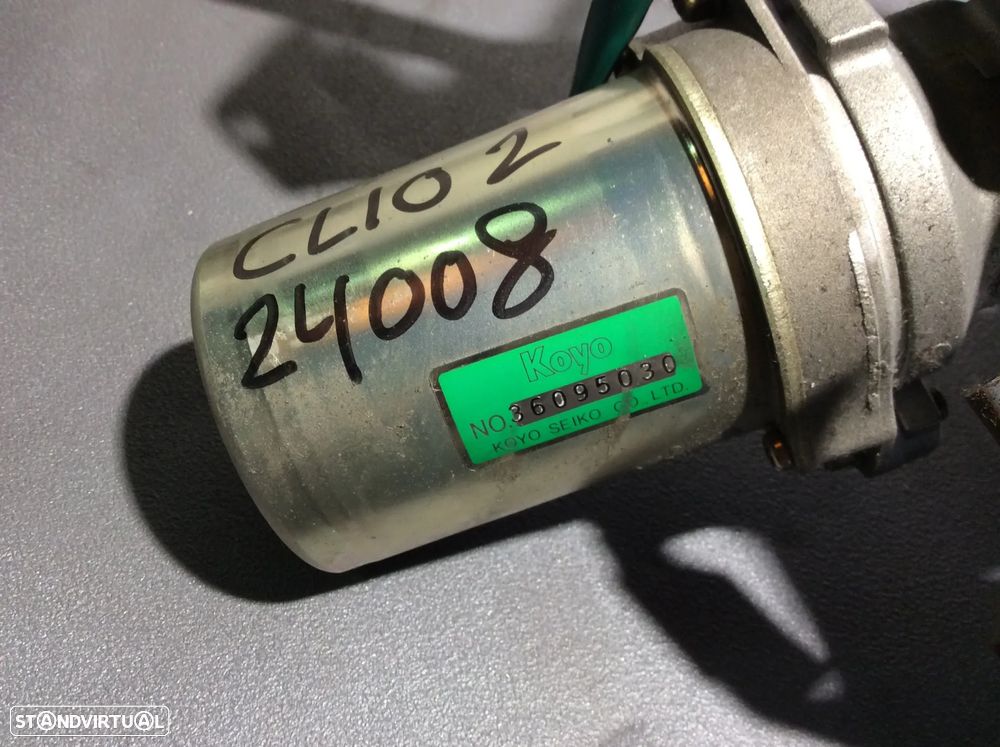 CLIO 2
24008
Koyo
NO.36095030
KOYO SEIKO CO. LTD.
STANDVIRTUAL